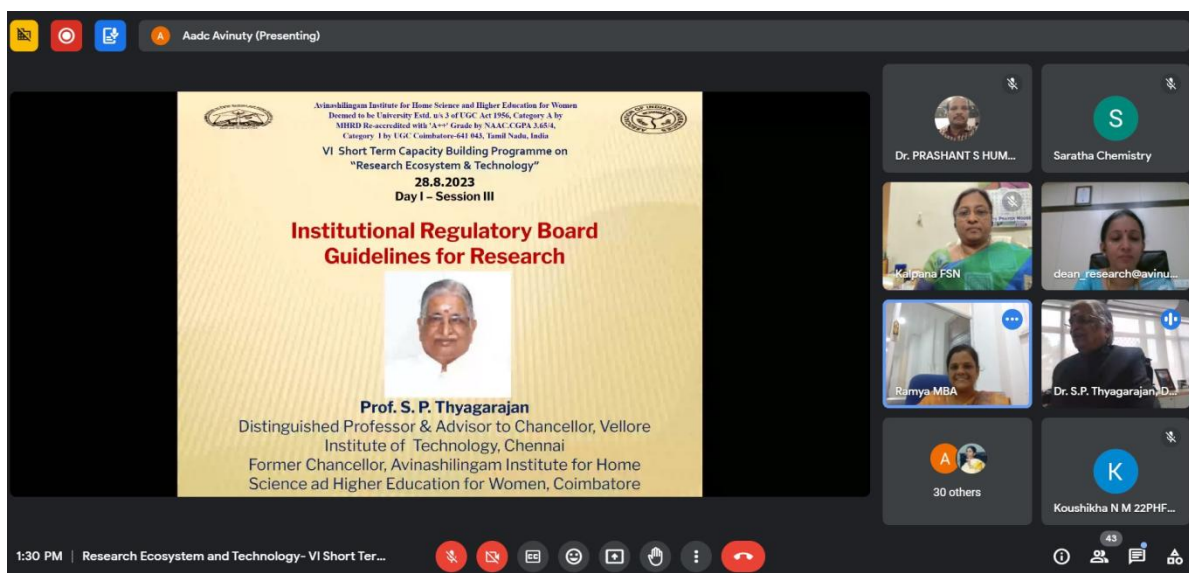 A Aadc Avinuty (Presenting)
Avinashilingam Institute for Home Science and Higher Education for Women
Deemed to be University Estd. u/s 3 of UGC Act 1956, Category A by
MHRD Re-accredited with 'A++' Grade by NAAC.CGPA 3.65/4,
Category I by UGC Coimbatore-641 043, Tamil Nadu, India
VI Short Term Capacity Building Programme on
"Research Ecosystem & Technology"
28.8.2023
Day I – Session III
Institutional Regulatory Board
Guidelines for Research
Prof. S. P. Thyagarajan
Distinguished Professor & Advisor to Chancellor, Vellore
Institute of Technology, Chennai
Former Chancellor, Avinashilingam Institute for Home
Science ad Higher Education for Women, Coimbatore
Dr. PRASHANT S HUM...
S
Saratha Chemistry
Kalpana FSN
dean_research@avinu...
Ramya MBA
Dr. S.P. Thyagarajan, D...
A
30 others
K
Koushikha N M 22PHF...
1:30 PM | Research Ecosystem and Technology- VI Short Ter...
43